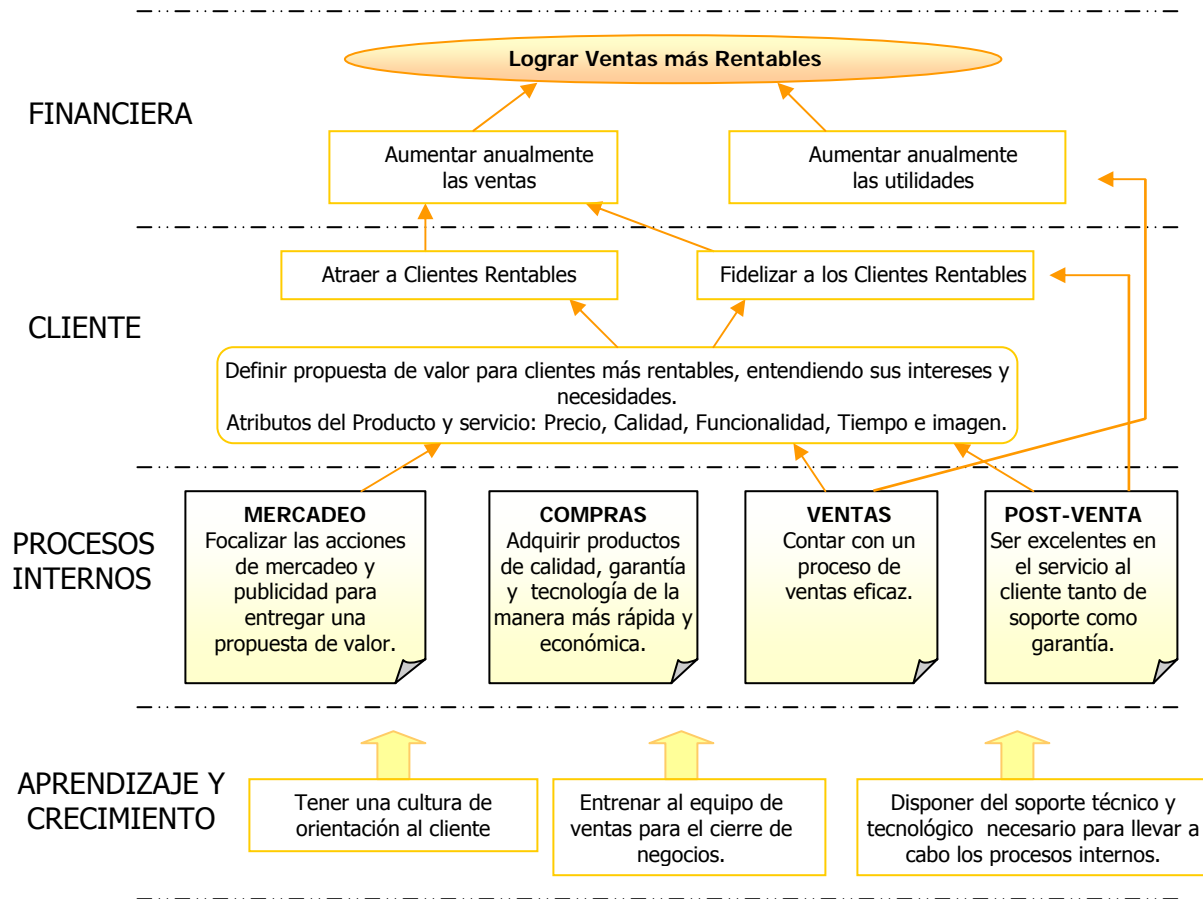 Lograr Ventas más Rentables
FINANCIERA
Aumentar anualmente
las ventas
Aumentar anualmente
las utilidades
Atraer a Clientes Rentables
Fidelizar a los Clientes Rentables
CLIENTE
Definir propuesta de valor para clientes más rentables, entendiendo sus intereses y
necesidades.
Atributos del Producto y servicio: Precio, Calidad, Funcionalidad, Tiempo e imagen.
PROCESOS
INTERNOS
MERCADEO
Focalizar las acciones
de mercadeo y
publicidad para
entregar una
propuesta de valor.
COMPRAS
Adquirir productos
de calidad, garantía
y tecnología de la
manera más rápida y
económica.
VENTAS
Contar con un
proceso de
ventas eficaz.
POST-VENTA
Ser excelentes en
el servicio al
cliente tanto de
soporte como
garantía.
APRENDIZAJE Y
CRECIMIENTO
Tener una cultura de
orientación al cliente
Entrenar al equipo de
ventas para el cierre de
negocios.
Disponer del soporte técnico y
tecnológico necesario para llevar a
cabo los procesos internos.